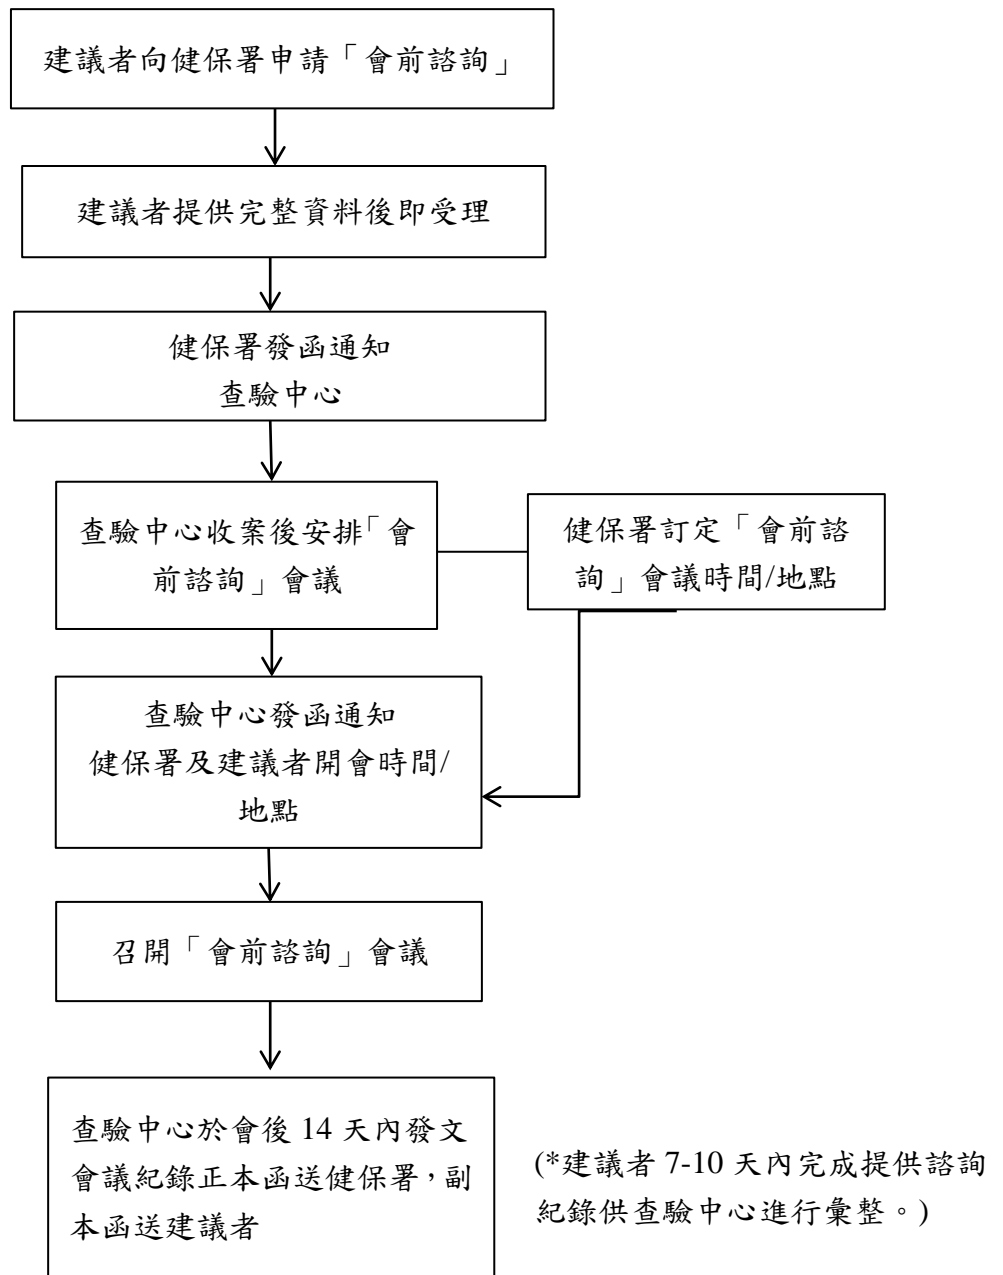 建議者向健保署申請「會前諮詢」
建議者提供完整資料後即受理
健保署發函通知
查驗中心
查驗中心收案後安排「會
前諮詢」會議
健保署訂定「會前諮
詢」會議時間/地點
查驗中心發函通知
健保署及建議者開會時間/
地點
召開「會前諮詢」會議
查驗中心於會後 14 天內發文
會議紀錄正本函送健保署，副
本函送建議者
(*建議者 7-10 天內完成提供諮詢
紀錄供查驗中心進行彙整。)